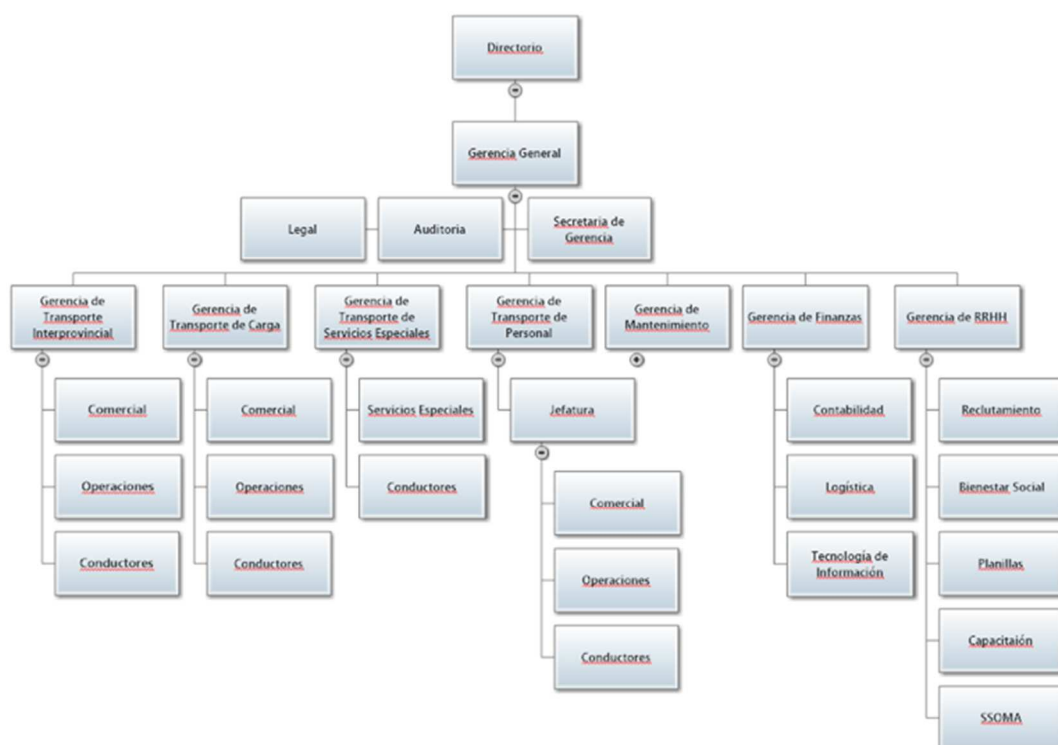 Directorio
Gerencia General
Legal
Auditoria
Secretaria de
Gerencia
Gerencia de
Transporte
Interprovincial
Gerencia de
Transporte de Carga
Gerencia de
Transporte de
Servicios Especiales
Gerencia de
Transporte de
Personal
Gerencia de
Mantenimiento
Gerencia de Finanzas
Gerencia de RRHH
Comercial
Operaciones
Conductores
Comercial
Operaciones
Conductores
Servicios Especiales
Conductores
Jefatura
Comercial
Operaciones
Conductores
Contabilidad
Logística
Tecnología de
Información
Reclutamiento
Bienestar Social
Planillas
Capacitaión
SSOMA